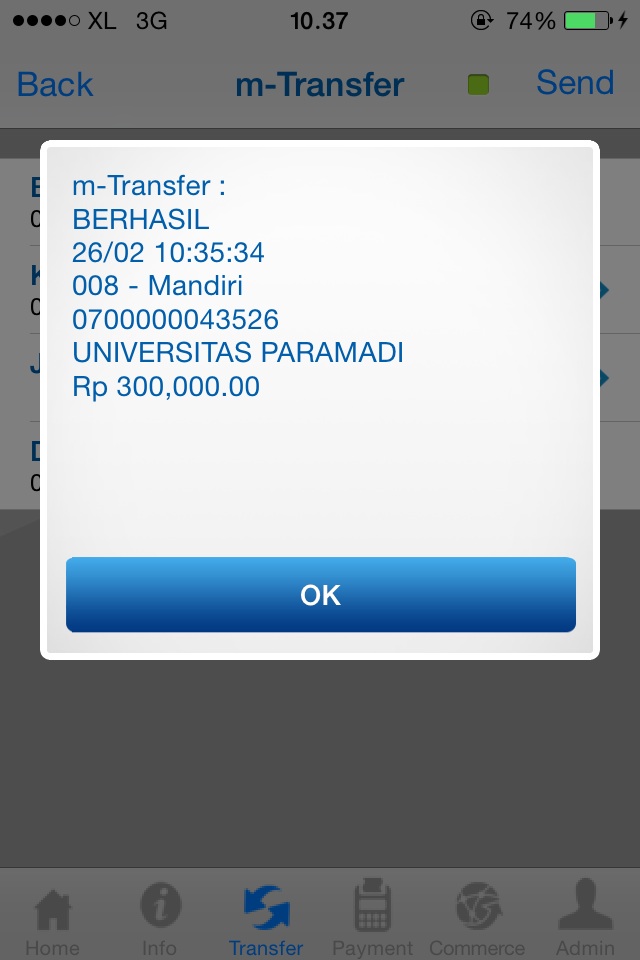 XL 3G 10.37 74%
Back m-Transfer Send
m-Transfer :
BERHASIL
26/02 10:35:34
008 - Mandiri
0700000043526
UNIVERSITAS PARAMADI
Rp 300,000.00
OK
Home Info Transfer Payment Commerce Admin